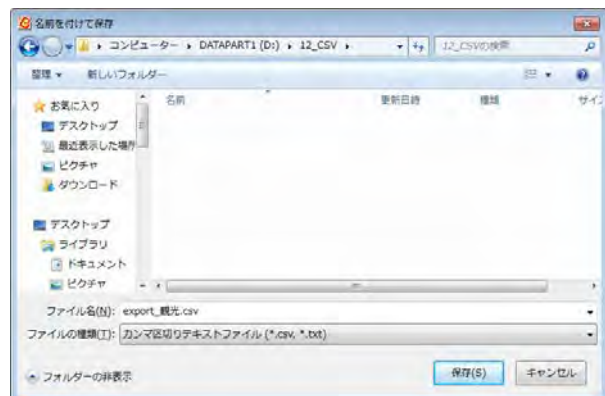 名前を付けて保存
コンピューター ▸ DATAPART1 (D:) ▸ 12_CSV ▸ 12_CSVの検索
整理 ▾ 新しいフォルダー
お気に入り 名前 更新日時 種類 サイズ
デスクトップ
最近表示した場所
ピクチャ
ダウンロード
デスクトップ
ライブラリ
ドキュメント
ピクチャ
ファイル名(N): export_観光.csv
ファイルの種類(T): カンマ区切りテキストファイル (*.csv, *.txt)
フォルダーの非表示 保存(S) キャンセル